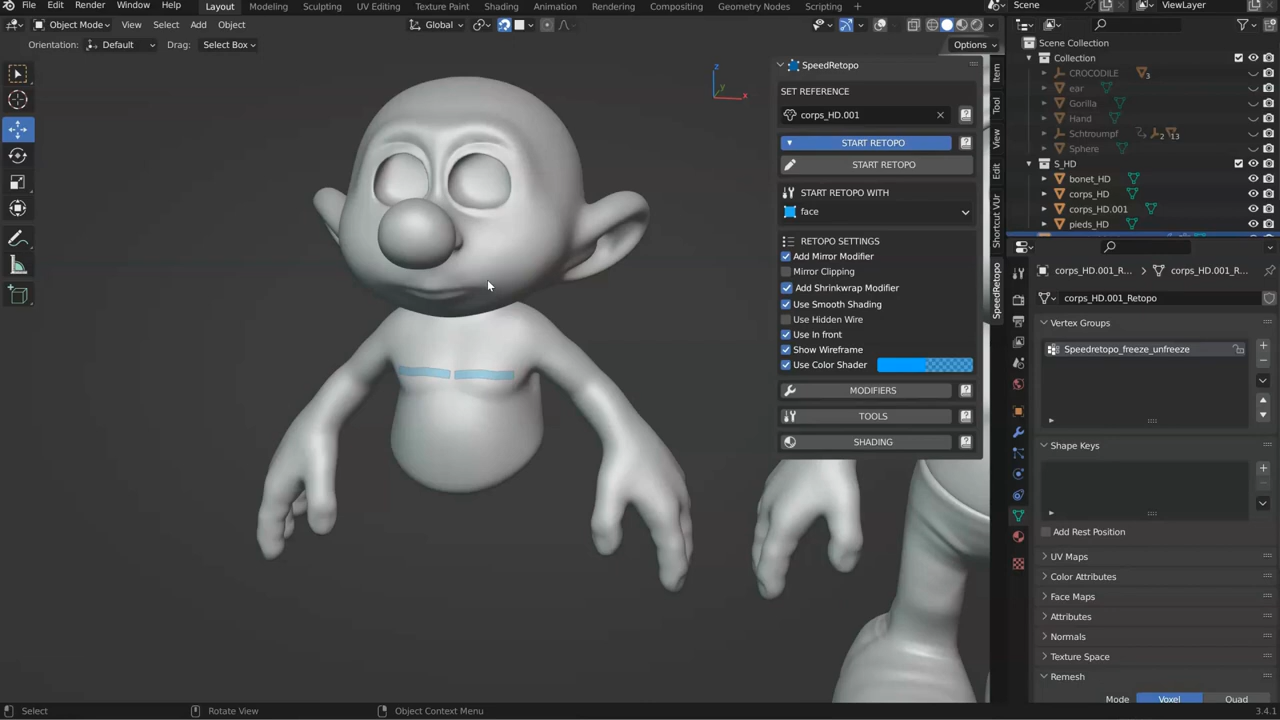 File Edit Render Window Help Layout Modeling Sculpting UV Editing Texture Paint Shading Animation Rendering Compositing Geometry Nodes Scripting Scene ViewLayer
Object Mode View Select Add Object Global
Orientation: Default Drag: Select Box Options
SpeedRetopo
SET REFERENCE
corps_HD.001
START RETOPO
START RETOPO
START RETOPO WITH
face
RETOPO SETTINGS
Add Mirror Modifier
Mirror Clipping
Add Shrinkwrap Modifier
Use Smooth Shading
Use Hidden Wire
Use In front
Show Wireframe
Use Color Shader
MODIFIERS
TOOLS
SHADING
z
y
x
Item
Tool
View
Edit
Shortcut VUr
SpeedRetopo
Scene Collection
Collection
CROCODILE 3
ear
Gorilla
Hand
Schtroumpf 2 13
Sphere
S_HD
bonet_HD
corps_HD
corps_HD.001
pieds_HD
corps_HD.001_R... corps_HD.001_R...
corps_HD.001_Retopo
Vertex Groups
Speedretopo_freeze_unfreeze
Shape Keys
Add Rest Position
UV Maps
Color Attributes
Face Maps
Attributes
Normals
Texture Space
Remesh
Mode Voxel Quad
Select Rotate View Object Context Menu 3.4.1